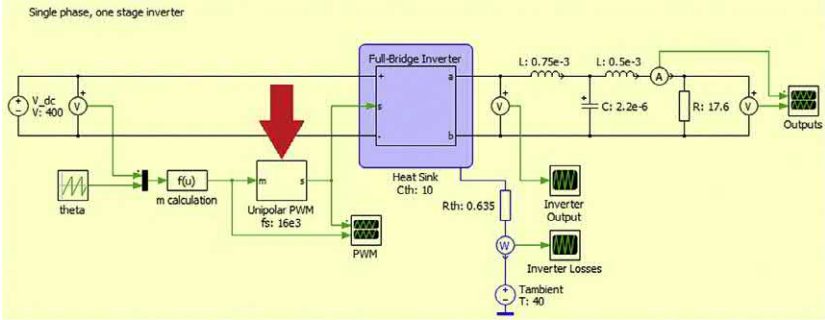 Single phase, one stage inverter
Full-Bridge Inverter
L: 0.75e-3
L: 0.5e-3
+
a
+
A
+
V_dc
V: 400
V
s
V
C: 2.2e-6
R: 17.6
V
-
b
Outputs
theta
f(u)
m calculation
m
s
Unipolar PWM
fs: 16e3
PWM
Heat Sink
Cth: 10
Rth: 0.635
Inverter
Output
W
Inverter Losses
Tambient
T: 40